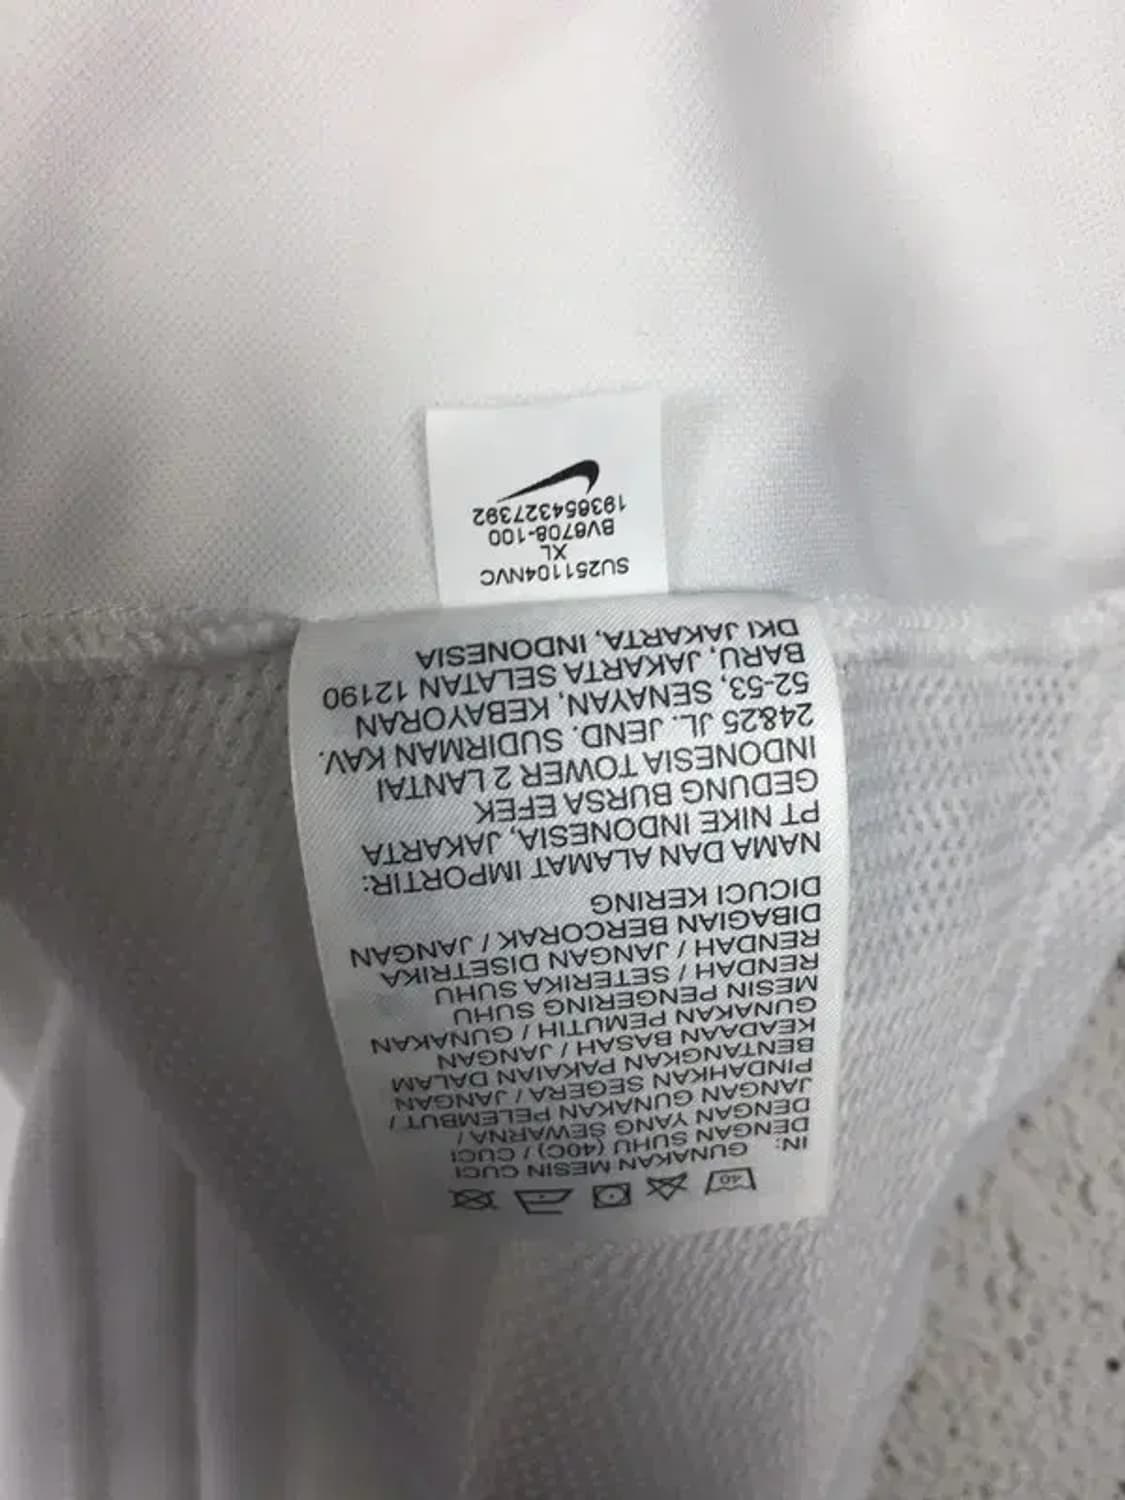 IN: GUNAKAN MESIN CUCI
DENGAN SUHU (40C) / CUCI
DENGAN YANG SEWARNA /
JANGAN GUNAKAN PELEMBUT /
PINDAHKAN SEGERA / JANGAN
BENTANGKAN PAKAIAN DALAM
KEADAAN BASAH / JANGAN
GUNAKAN PEMUTIH / GUNAKAN
MESIN PENGERING SUHU
RENDAH / SETERIKA SUHU
RENDAH / JANGAN DISETRIKA
DIBAGIAN BERCORAK / JANGAN
DICUCI KERING
NAMA DAN ALAMAT IMPORTIR:
PT NIKE INDONESIA, JAKARTA
GEDUNG BURSA EFEK
INDONESIA TOWER 2 LANTAI
24&25 JL. JEND. SUDIRMAN KAV.
52-53, SENAYAN, KEBAYORAN
BARU, JAKARTA SELATAN 12190
DKI JAKARTA, INDONESIA
SU251104NVC
XL
BV6708-100
193654327392
40